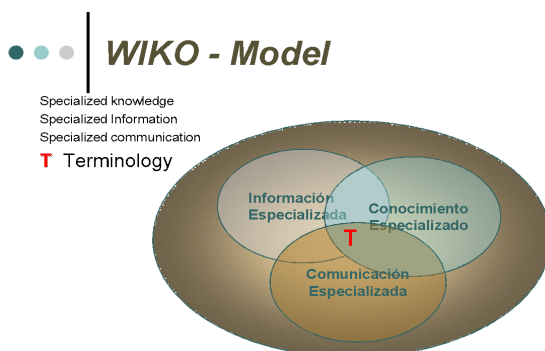 WIKO - Model
Specialized knowledge
Specialized Information
Specialized communication
T Terminology
Información
Especializada
Conocimiento
Especializado
T
Comunicación
Especializada